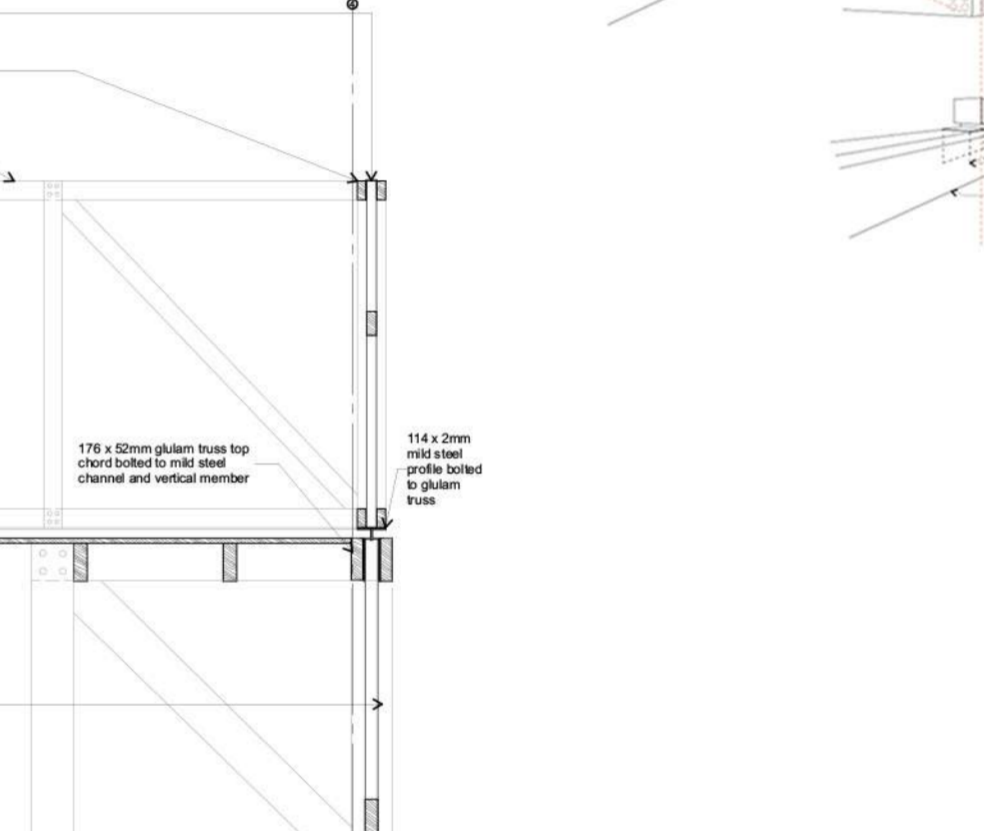 176 x 52mm glulam truss top
chord bolted to mild steel
channel and vertical member
114 x 2mm
mild steel
profile bolted
to glulam
truss